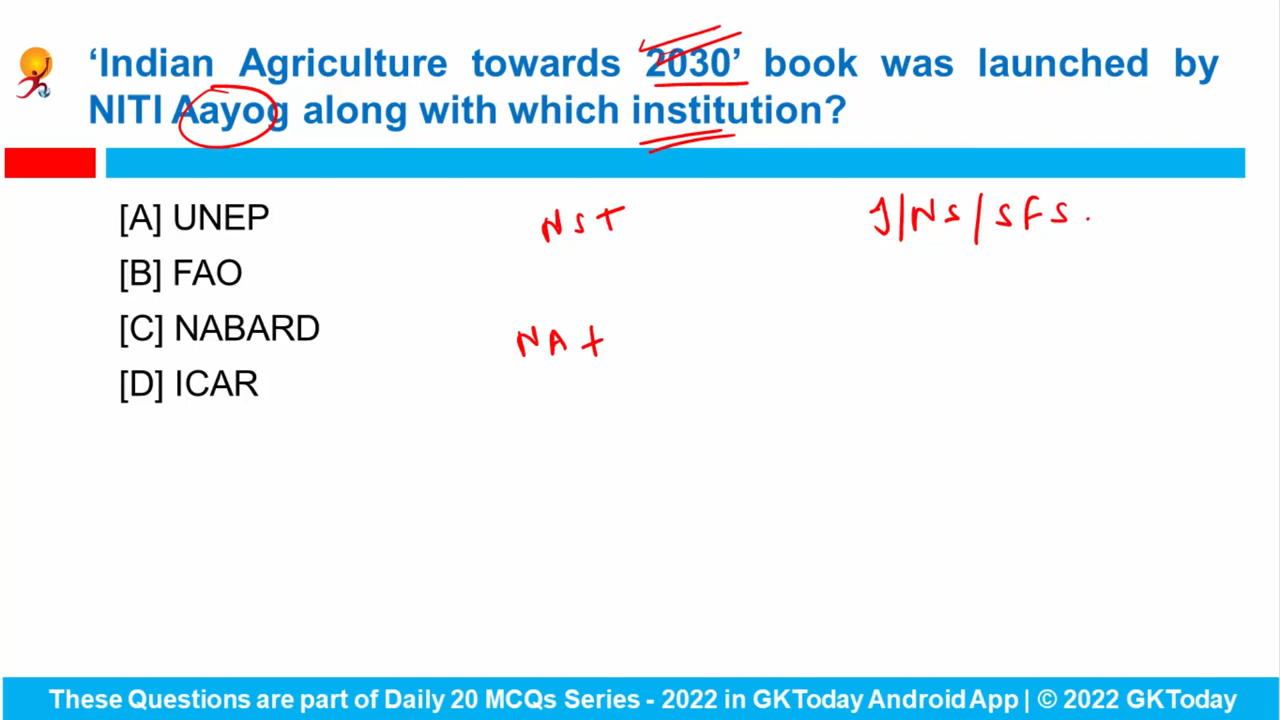 ‘Indian Agriculture towards 2030’ book was launched by
NITI Aayog along with which institution?
[A] UNEP
NST
J/NS/SFS.
[B] FAO
[C] NABARD
NA +
[D] ICAR
These Questions are part of Daily 20 MCQs Series - 2022 in GKToday Android App | © 2022 GKToday